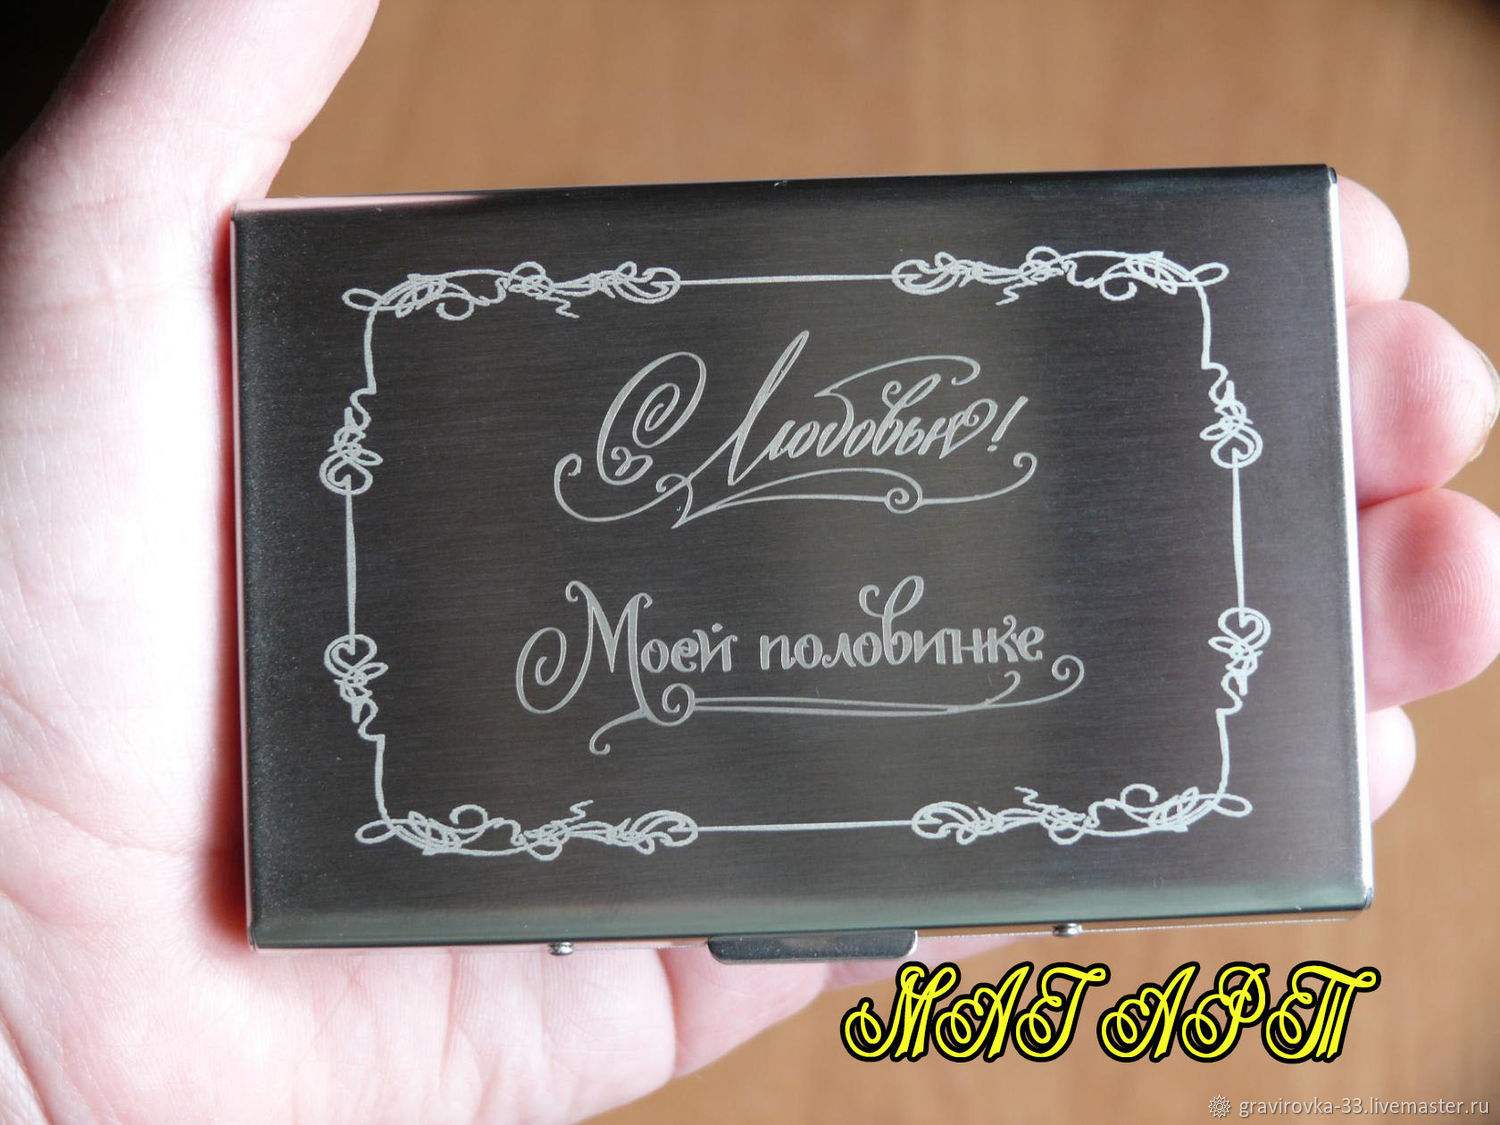 С Любовью!
Моей половинке
МАГ АРТ
gravirovka-33.livemaster.ru